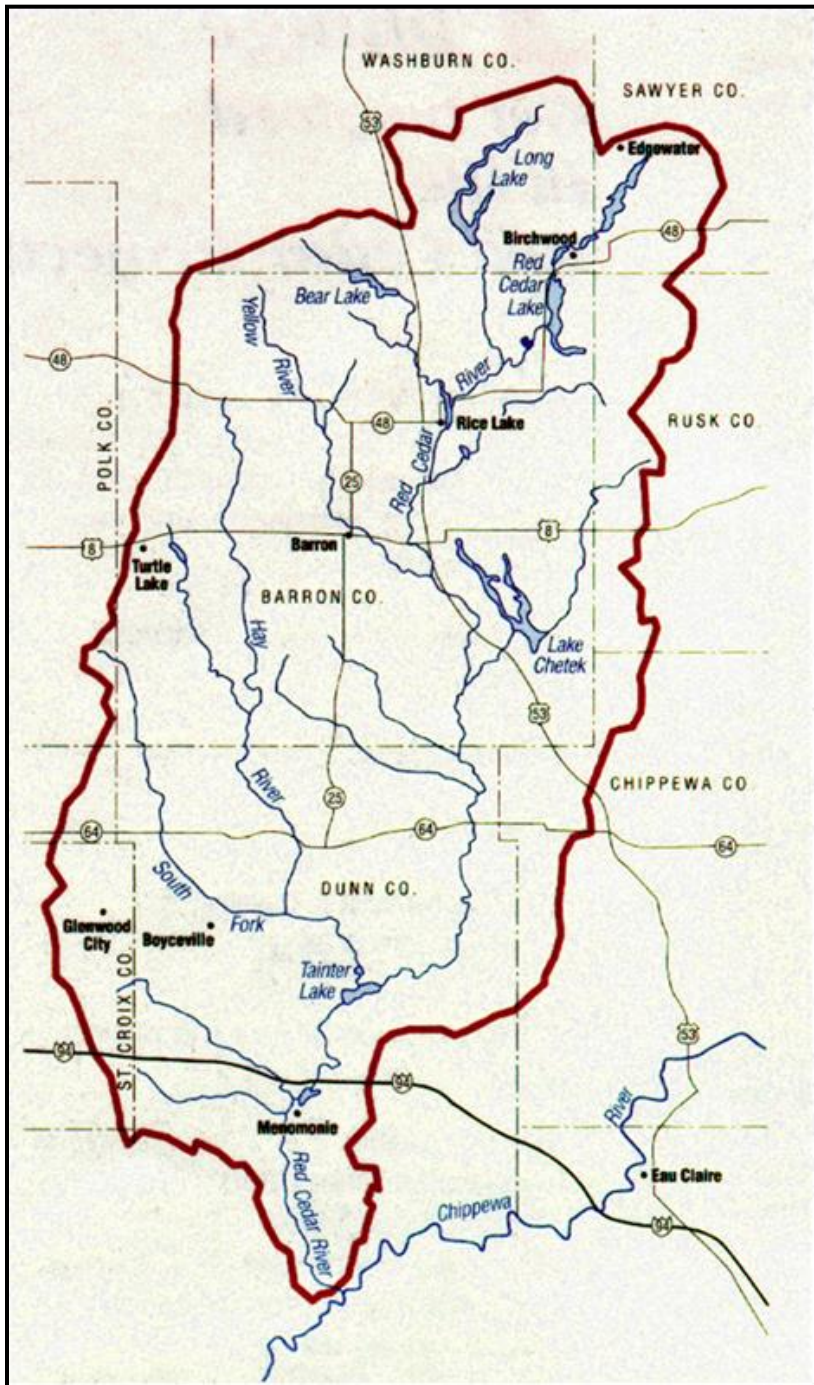 WASHBURN CO.
SAWYER CO.
53
Edgewater
Long
Lake
Birchwood
48
Red
Cedar
Lake
Bear Lake
Yellow
River
River
48
48
Rice Lake
RUSK CO.
POLK CO.
Red Cedar
25
8
Barron
8
Turtle
Lake
BARRON CO.
Hay
Lake
Chetek
53
River
25
CHIPPEWA CO
64
64
64
South
Fork
DUNN CO.
Glenwood
City
Boyceville
Tainter
Lake
ST. CROIX CO.
94
94
53
River
Menomonie
Red Cedar River
Eau Claire
Chippewa
94